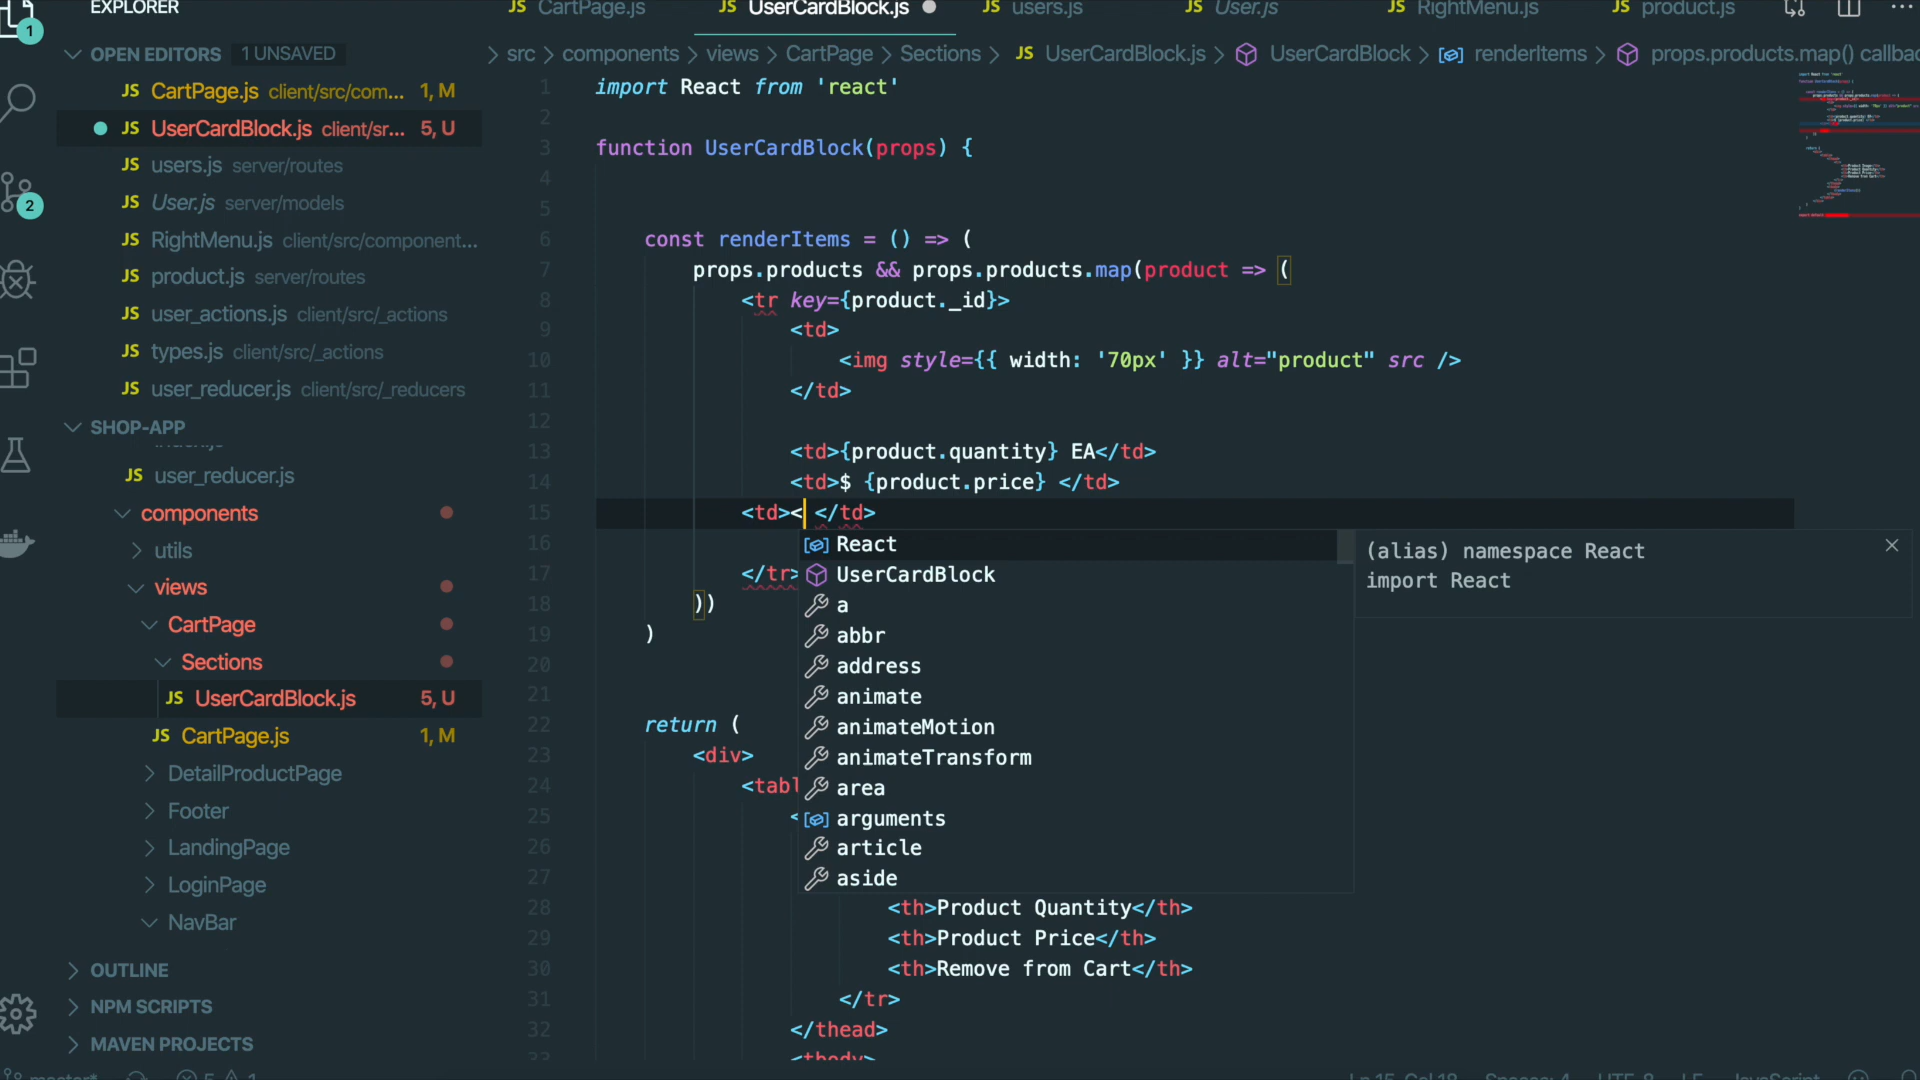 EXPLORER
JS CartPage.js
JS UserCardBlock.js
JS users.js
JS User.js
JS RightMenu.js
JS product.js
OPEN EDITORS 1 UNSAVED
JS CartPage.js client/src/com... 1, M
JS UserCardBlock.js client/sr... 5, U
JS users.js server/routes
JS User.js server/models
JS RightMenu.js client/src/component...
JS product.js server/routes
JS user_actions.js client/src/_actions
JS types.js client/src/_actions
JS user_reducer.js client/src/_reducers
SHOP-APP
JS user_reducer.js
components
utils
views
CartPage
Sections
JS UserCardBlock.js 5, U
JS CartPage.js 1, M
DetailProductPage
Footer
LandingPage
LoginPage
NavBar
OUTLINE
NPM SCRIPTS
MAVEN PROJECTS
1
2
> src > components > views > CartPage > Sections > JS UserCardBlock.js > UserCardBlock > renderItems > props.products.map() callbac
1 import React from 'react'
2
3 function UserCardBlock(props) {
4
5
6 const renderItems = () => (
7 props.products && props.products.map(product => (
8 <tr key={product._id}>
9 <td>
10 <img style={{ width: '70px' }} alt="product" src />
11 </td>
12
13 <td>{product.quantity} EA</td>
14 <td>$ {product.price} </td>
15 <td>< </td>
16
17 </tr>
18 ))
19 )
20
21
22 return (
23 <div>
24 <tabl
25 <
26
27
28 <th>Product Quantity</th>
29 <th>Product Price</th>
30 <th>Remove from Cart</th>
31 </tr>
32 </thead>
33 <tbody>
React
UserCardBlock
a
abbr
address
animate
animateMotion
animateTransform
area
arguments
article
aside
(alias) namespace React
import React